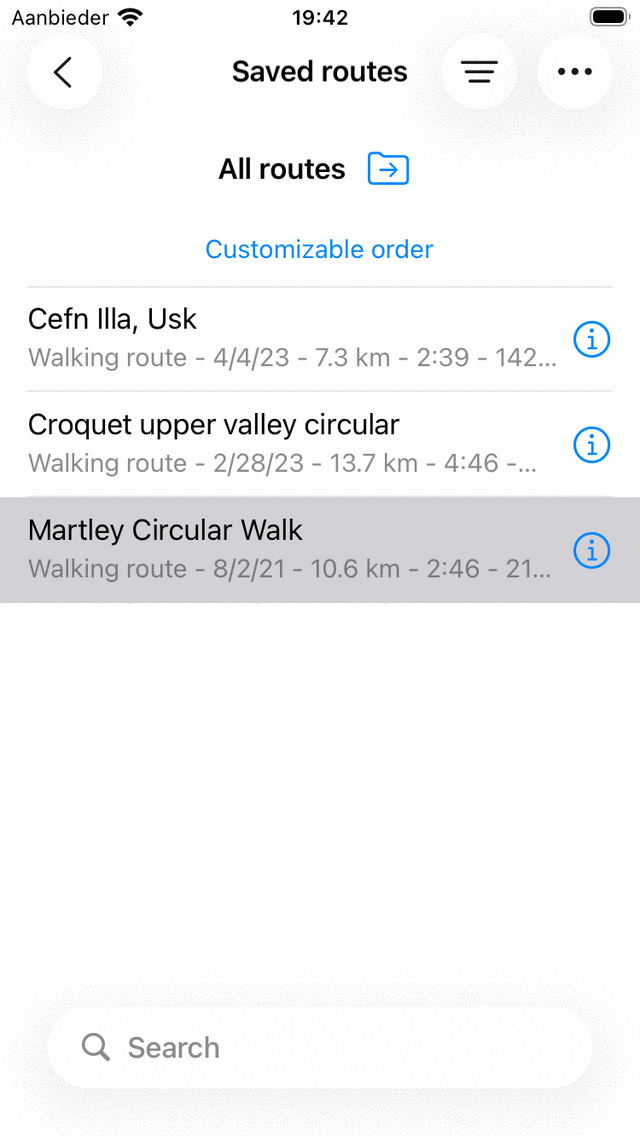 Aanbieder 19:42
Saved routes
All routes
Customizable order
Cefn Illa, Usk
Walking route - 4/4/23 - 7.3 km - 2:39 - 142...
Croquet upper valley circular
Walking route - 2/28/23 - 13.7 km - 4:46 -...
Martley Circular Walk
Walking route - 8/2/21 - 10.6 km - 2:46 - 21...
Search